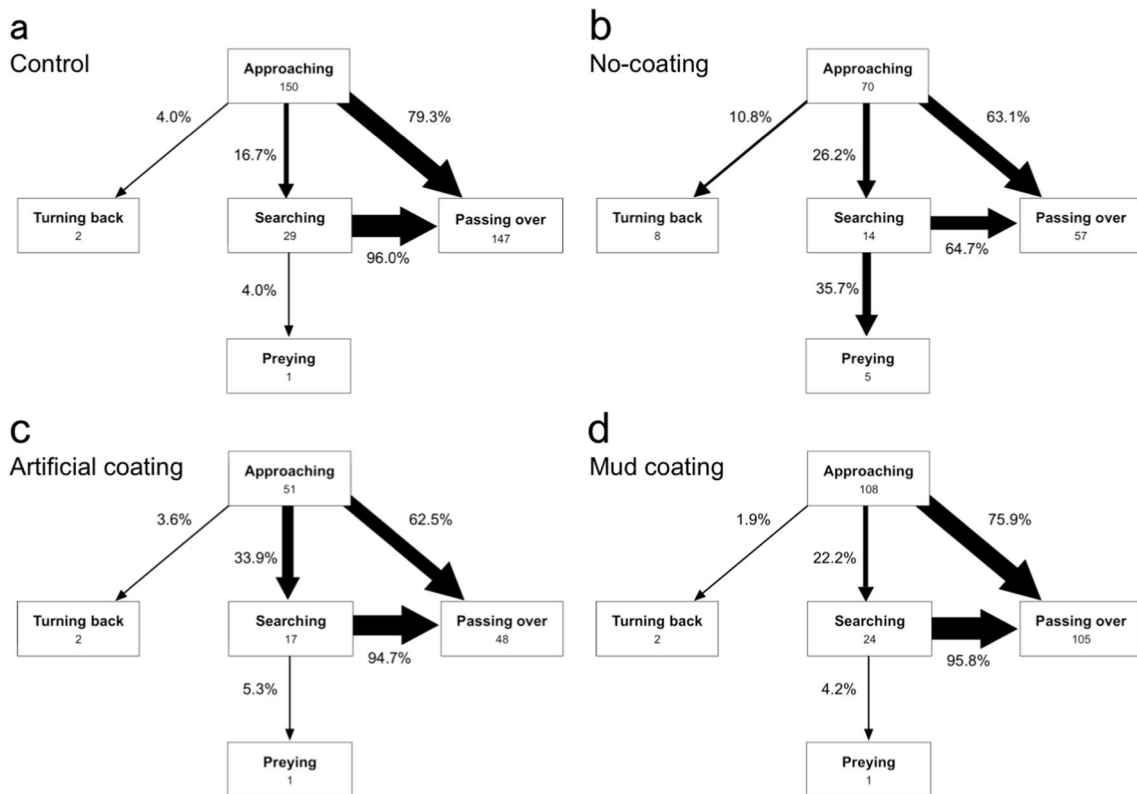 a
Control
Approaching
150
4.0%
79.3%
16.7%
Turning back
2
Searching
29
Passing over
147
96.0%
4.0%
Preying
1
b
No-coating
Approaching
70
10.8%
63.1%
26.2%
Turning back
8
Searching
14
Passing over
57
64.7%
35.7%
Preying
5
c
Artificial coating
Approaching
51
3.6%
62.5%
33.9%
Turning back
2
Searching
17
Passing over
48
94.7%
5.3%
Preying
1
d
Mud coating
Approaching
108
1.9%
75.9%
22.2%
Turning back
2
Searching
24
Passing over
105
95.8%
4.2%
Preying
1